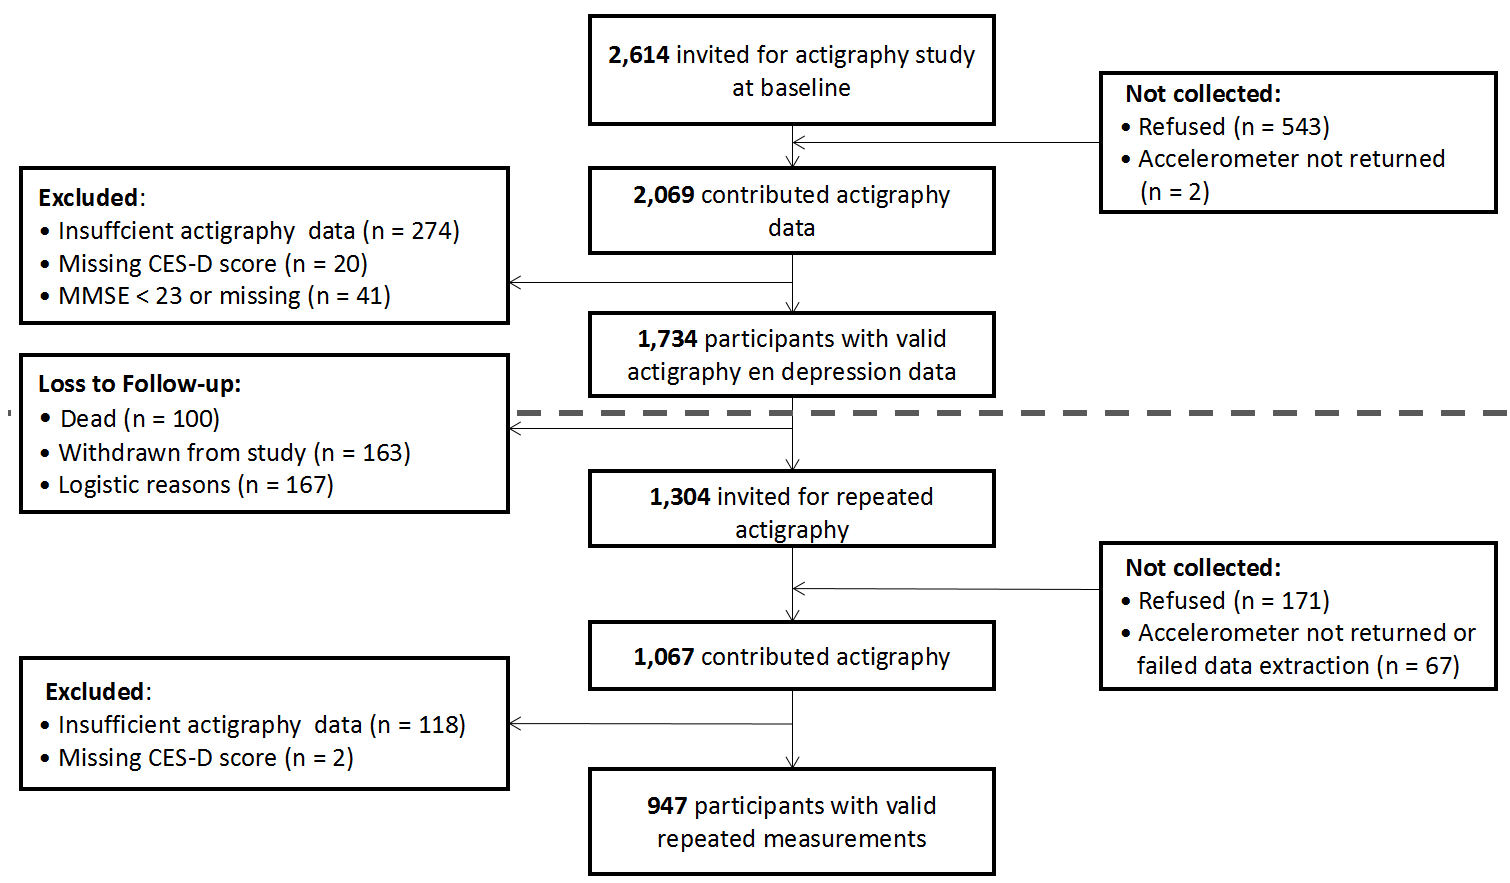 2,614 invited for actigraphy study
at baseline
Not collected:
• Refused (n = 543)
• Accelerometer not returned
(n = 2)
2,069 contributed actigraphy
data
Excluded:
• Insuffcient actigraphy  data (n = 274)
• Missing CES-D score (n = 20)
• MMSE < 23 or missing (n = 41)
1,734 participants with valid
actigraphy en depression data
Loss to Follow-up:
• Dead (n = 100)
• Withdrawn from study (n = 163)
• Logistic reasons (n = 167)
1,304 invited for repeated
actigraphy
Not collected:
• Refused (n = 171)
• Accelerometer not returned or
failed data extraction (n = 67)
1,067 contributed actigraphy
Excluded:
• Insufficient actigraphy  data (n = 118)
• Missing CES-D score (n = 2)
947 participants with valid
repeated measurements